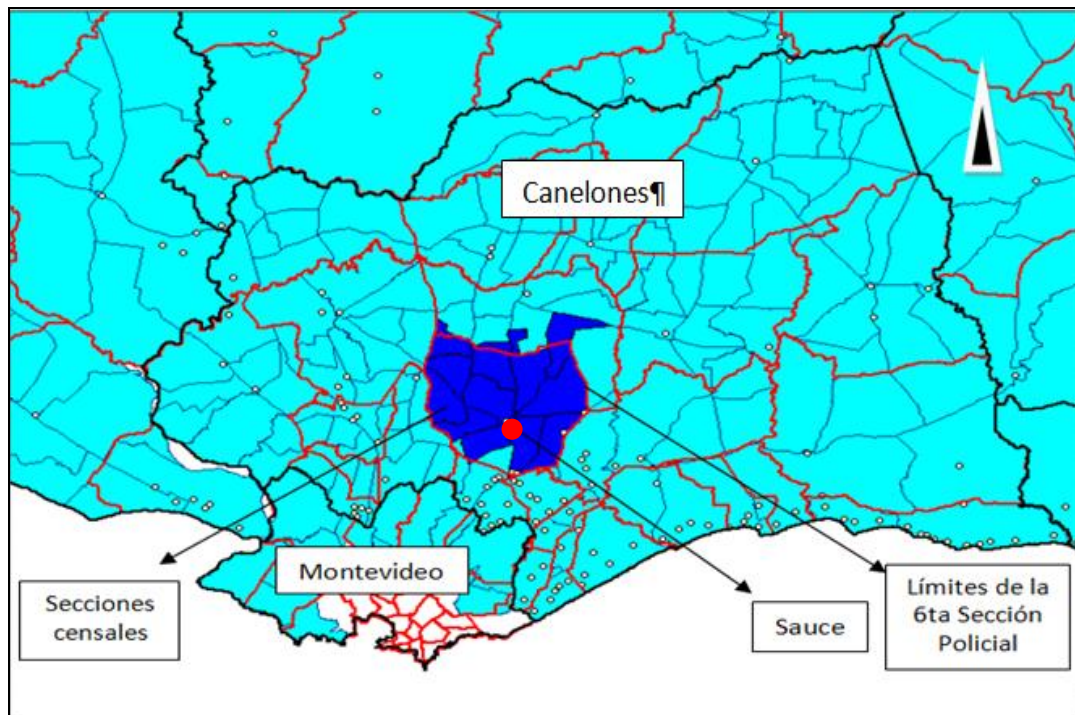 Canelones¶
Montevideo
Secciones
censales
Sauce
Límites de la
6ta Sección
Policial